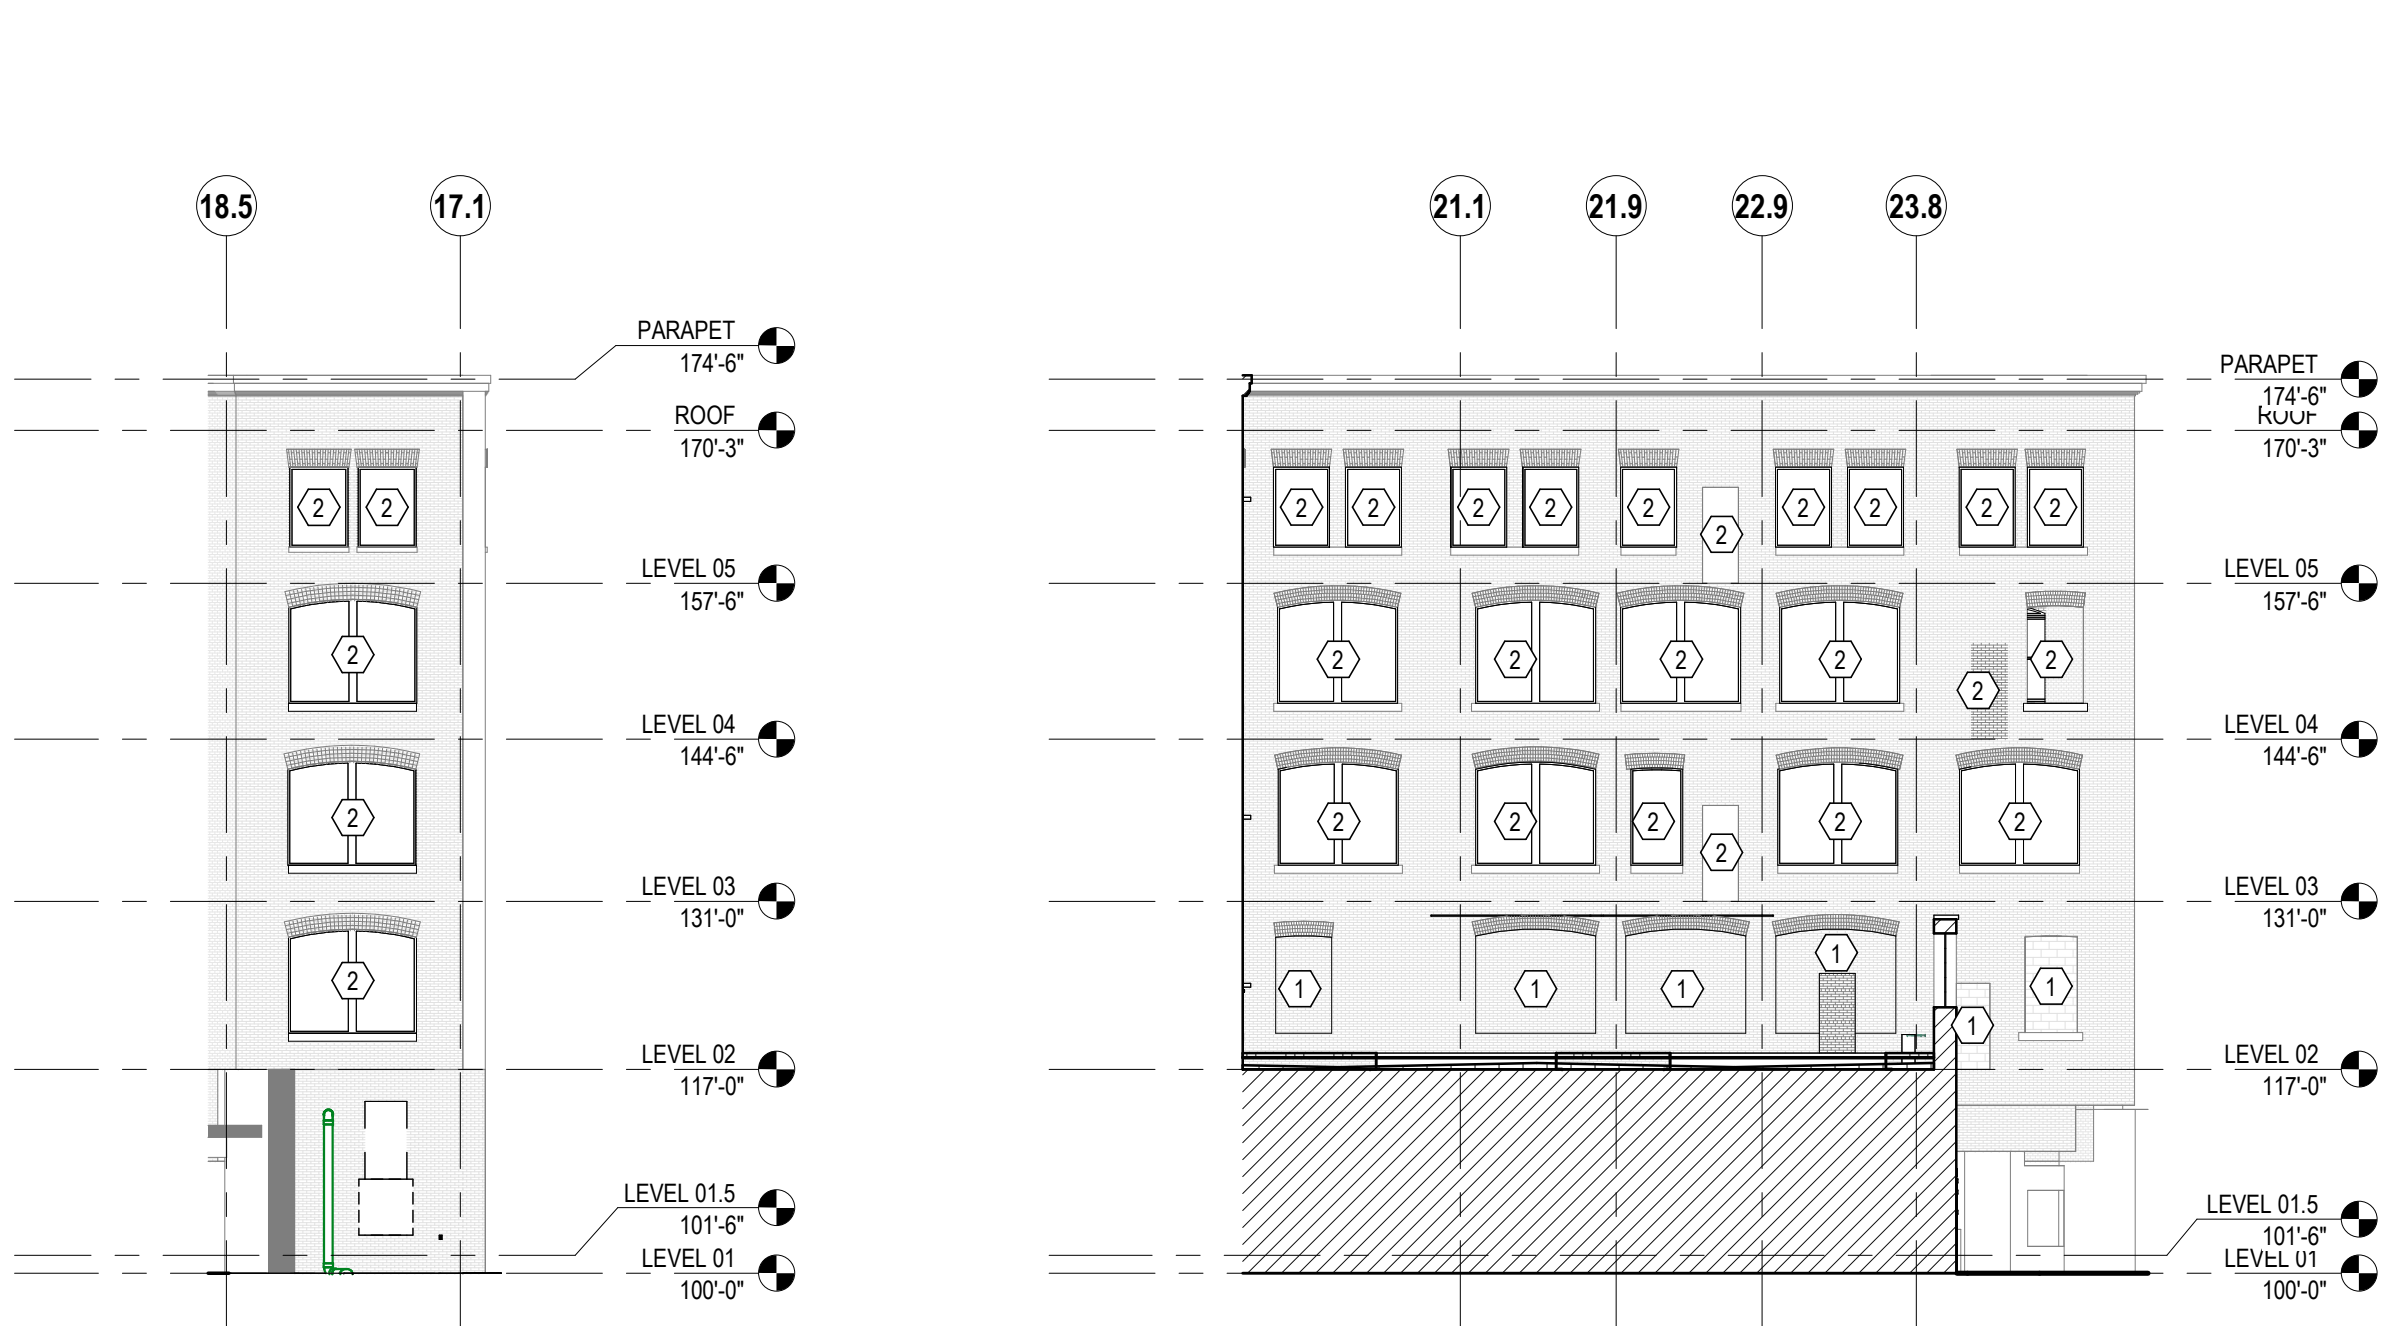 18.5 17.1 21.1 21.9 22.9 23.8
PARAPET
174'-6"
PARAPET
174'-6"
ROOF
170'-3"
ROOF
170'-3"
2 2 2 2 2 2 2 2 2 2 2
2
LEVEL 05
157'-6"
LEVEL 05
157'-6"
2 2 2 2 2 2
2
LEVEL 04
144'-6"
LEVEL 04
144'-6"
2 2 2 2 2 2
2
LEVEL 03
131'-0"
LEVEL 03
131'-0"
1
2 1 1 1 1
1
LEVEL 02
117'-0"
LEVEL 02
117'-0"
LEVEL 01.5
101'-6"
LEVEL 01.5
101'-6"
LEVEL 01
100'-0"
LEVEL 01
100'-0"